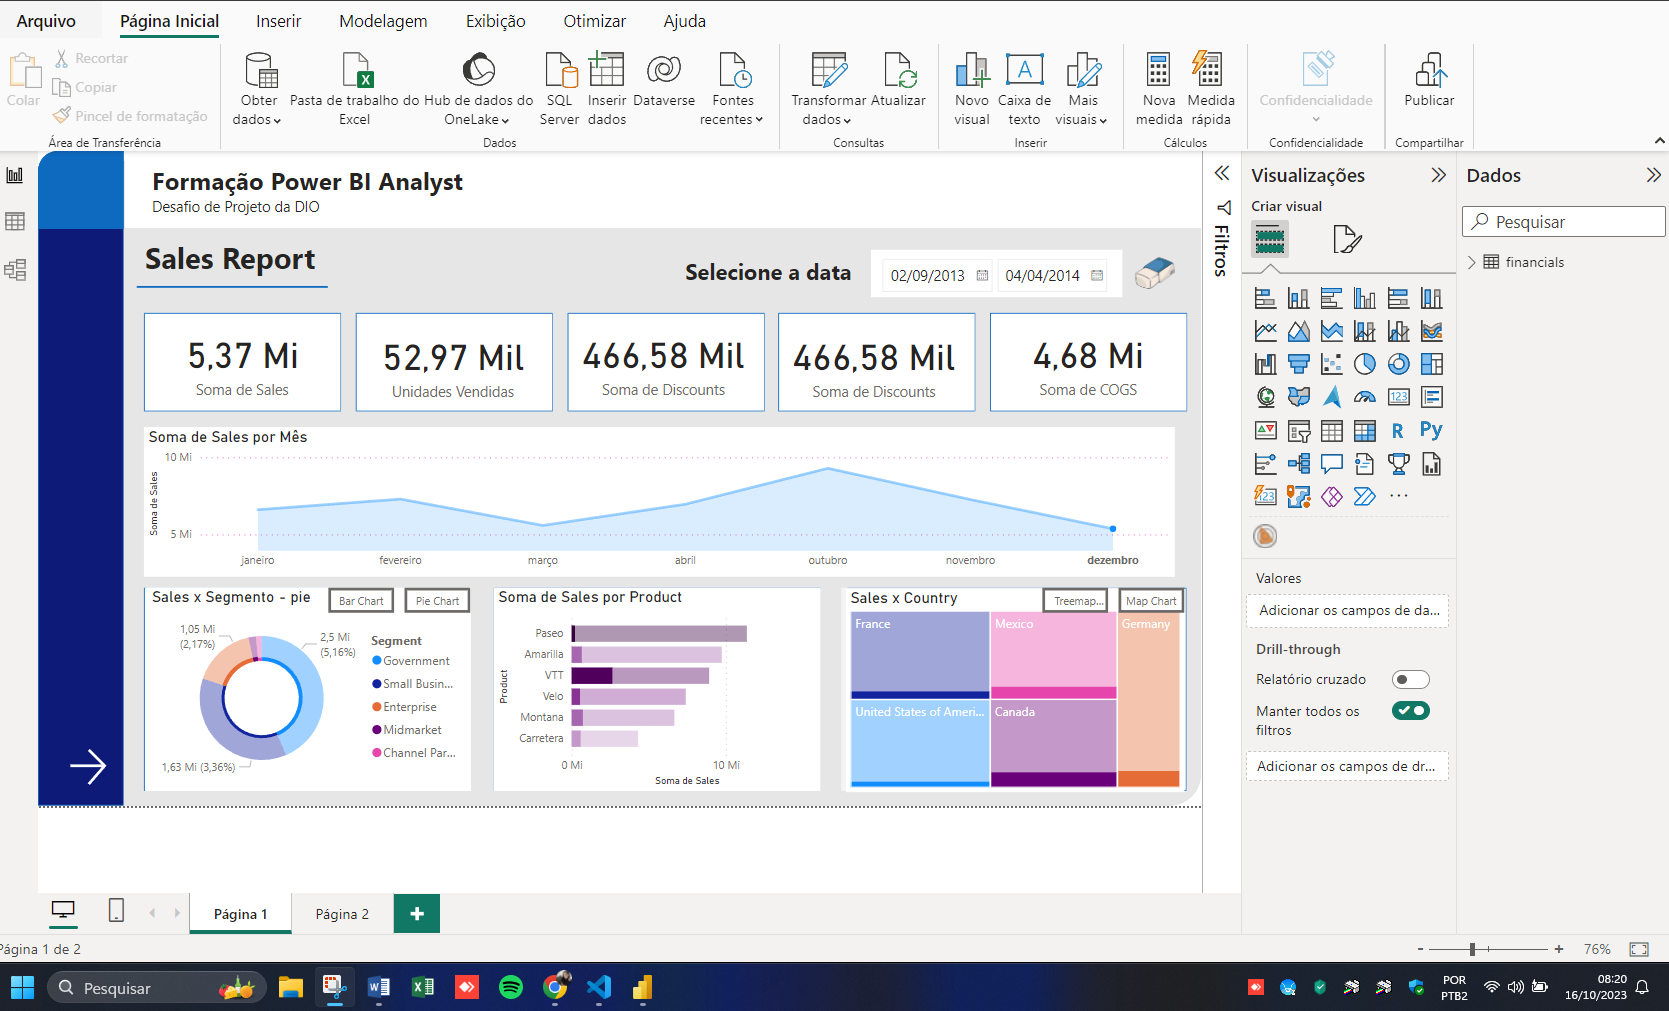 Arquivo
Página Inicial
Inserir
Modelagem
Exibição
Otimizar
Ajuda
Colar
Recortar
Copiar
Pincel de formatação
Área de Transferência
Obter dados
Pasta de trabalho do Excel
Hub de dados do OneLake
SQL Server
Inserir dados
Dataverse
Fontes recentes
Dados
Transformar dados
Atualizar
Consultas
Novo visual
Caixa de texto
Mais visuais
Inserir
Nova medida
Medida rápida
Cálculos
Confidencialidade
Confidencialidade
Publicar
Compartilhar
Formação Power BI Analyst
Desafio de Projeto da DIO
Sales Report
Selecione a data
02/09/2013
04/04/2014
5,37 Mi
Soma de Sales
52,97 Mil
Unidades Vendidas
466,58 Mil
Soma de Discounts
466,58 Mil
Soma de Discounts
4,68 Mi
Soma de COGS
Soma de Sales por Mês
Soma de Sales
10 Mi
5 Mi
janeiro
fevereiro
março
abril
outubro
novembro
dezembro
Sales x Segmento - pie
Bar Chart
Pie Chart
1,05 Mi
(2,17%)
2,5 Mi
(5,16%)
1,63 Mi (3,36%)
Segment
Government
Small Busin...
Enterprise
Midmarket
Channel Par...
Soma de Sales por Product
Product
Paseo
Amarilla
VTT
Velo
Montana
Carretera
0 Mi
10 Mi
Soma de Sales
Sales x Country
Treemap...
Map Chart
France
Mexico
Germany
United States of Ameri...
Canada
Filtros
Visualizações
Criar visual
R
Py
123
123
Valores
Adicionar os campos de da...
Drill-through
Relatório cruzado
Manter todos os
filtros
Adicionar os campos de dr...
Dados
Pesquisar
financials
Página 1
Página 2
+
Página 1 de 2
- + 76%
Pesquisar
POR
PTB2
08:20
16/10/2023